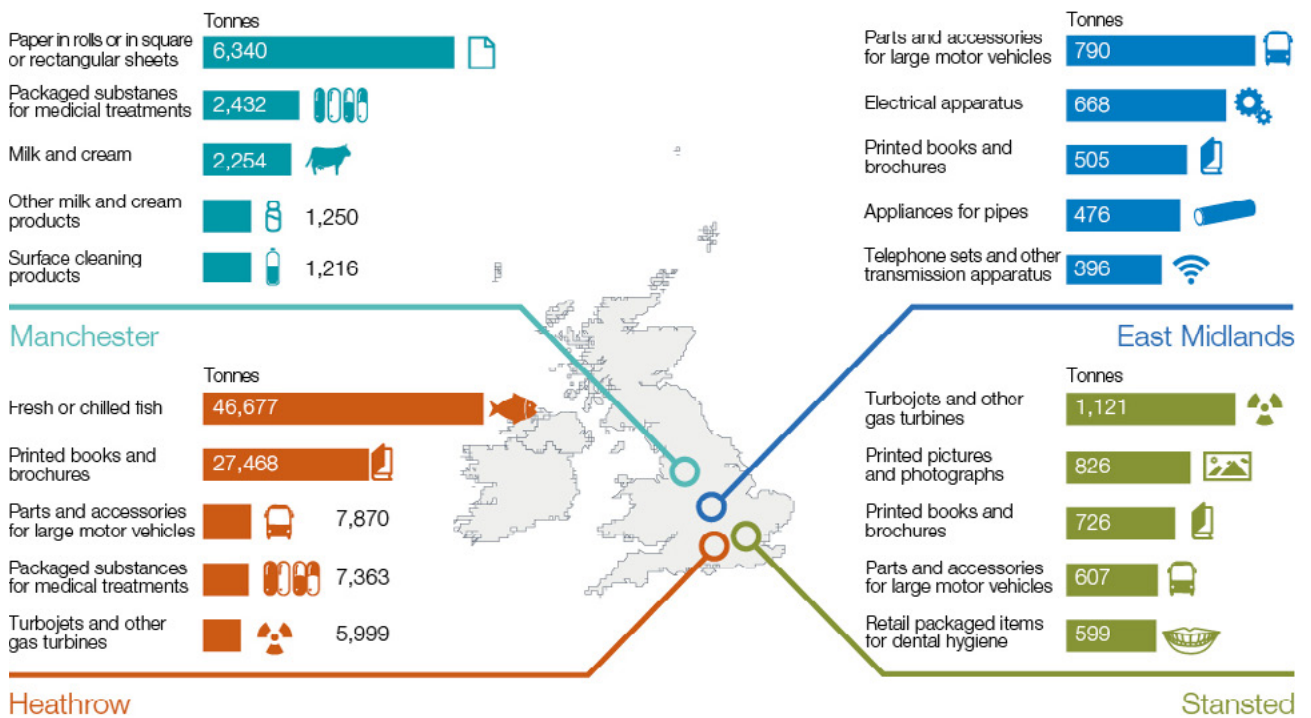 Tonnes
Paper in rolls or in square
or rectangular sheets
6,340
Packaged substanes
for medicial treatments
2,432
Milk and cream
2,254
Other milk and cream
products
1,250
Surface cleaning
products
1,216
Manchester
Tonnes
Parts and accessories
for large motor vehicles
790
Electrical apparatus
668
Printed books and
brochures
505
Appliances for pipes
476
Telephone sets and other
transmission apparatus
396
East Midlands
Tonnes
Fresh or chilled fish
46,677
Printed books and
brochures
27,468
Parts and accessories
for large motor vehicles
7,870
Packaged substances
for medical treatments
7,363
Turbojets and other
gas turbines
5,999
Heathrow
Tonnes
Turbojots and other
gas turbines
1,121
Printed pictures
and photographs
826
Printed books and
brochures
726
Parts and accessories
for large motor vehicles
607
Retail packaged items
for dental hygiene
599
Stansted